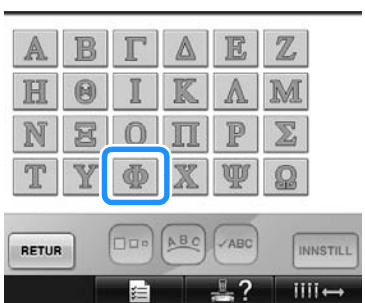 Α Β Γ Δ Ε Ζ
Η Θ Ι Κ Λ Μ
Ν Ξ Ο Π Ρ Σ
Τ Υ Φ Χ Ψ Ω
RETUR ABC ✓ABC INNSTILL
?